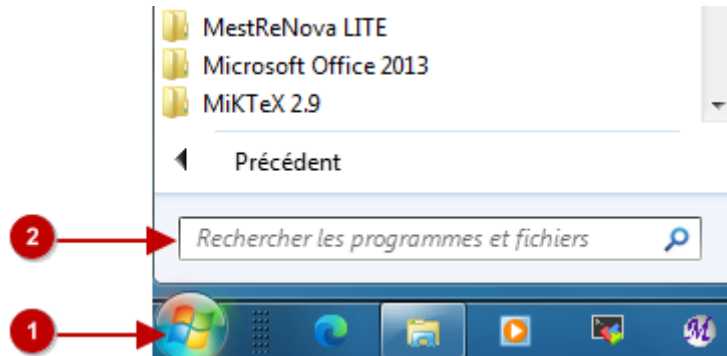 MestReNova LITE
Microsoft Office 2013
MiKTeX 2.9
Précédent
2
Rechercher les programmes et fichiers
1